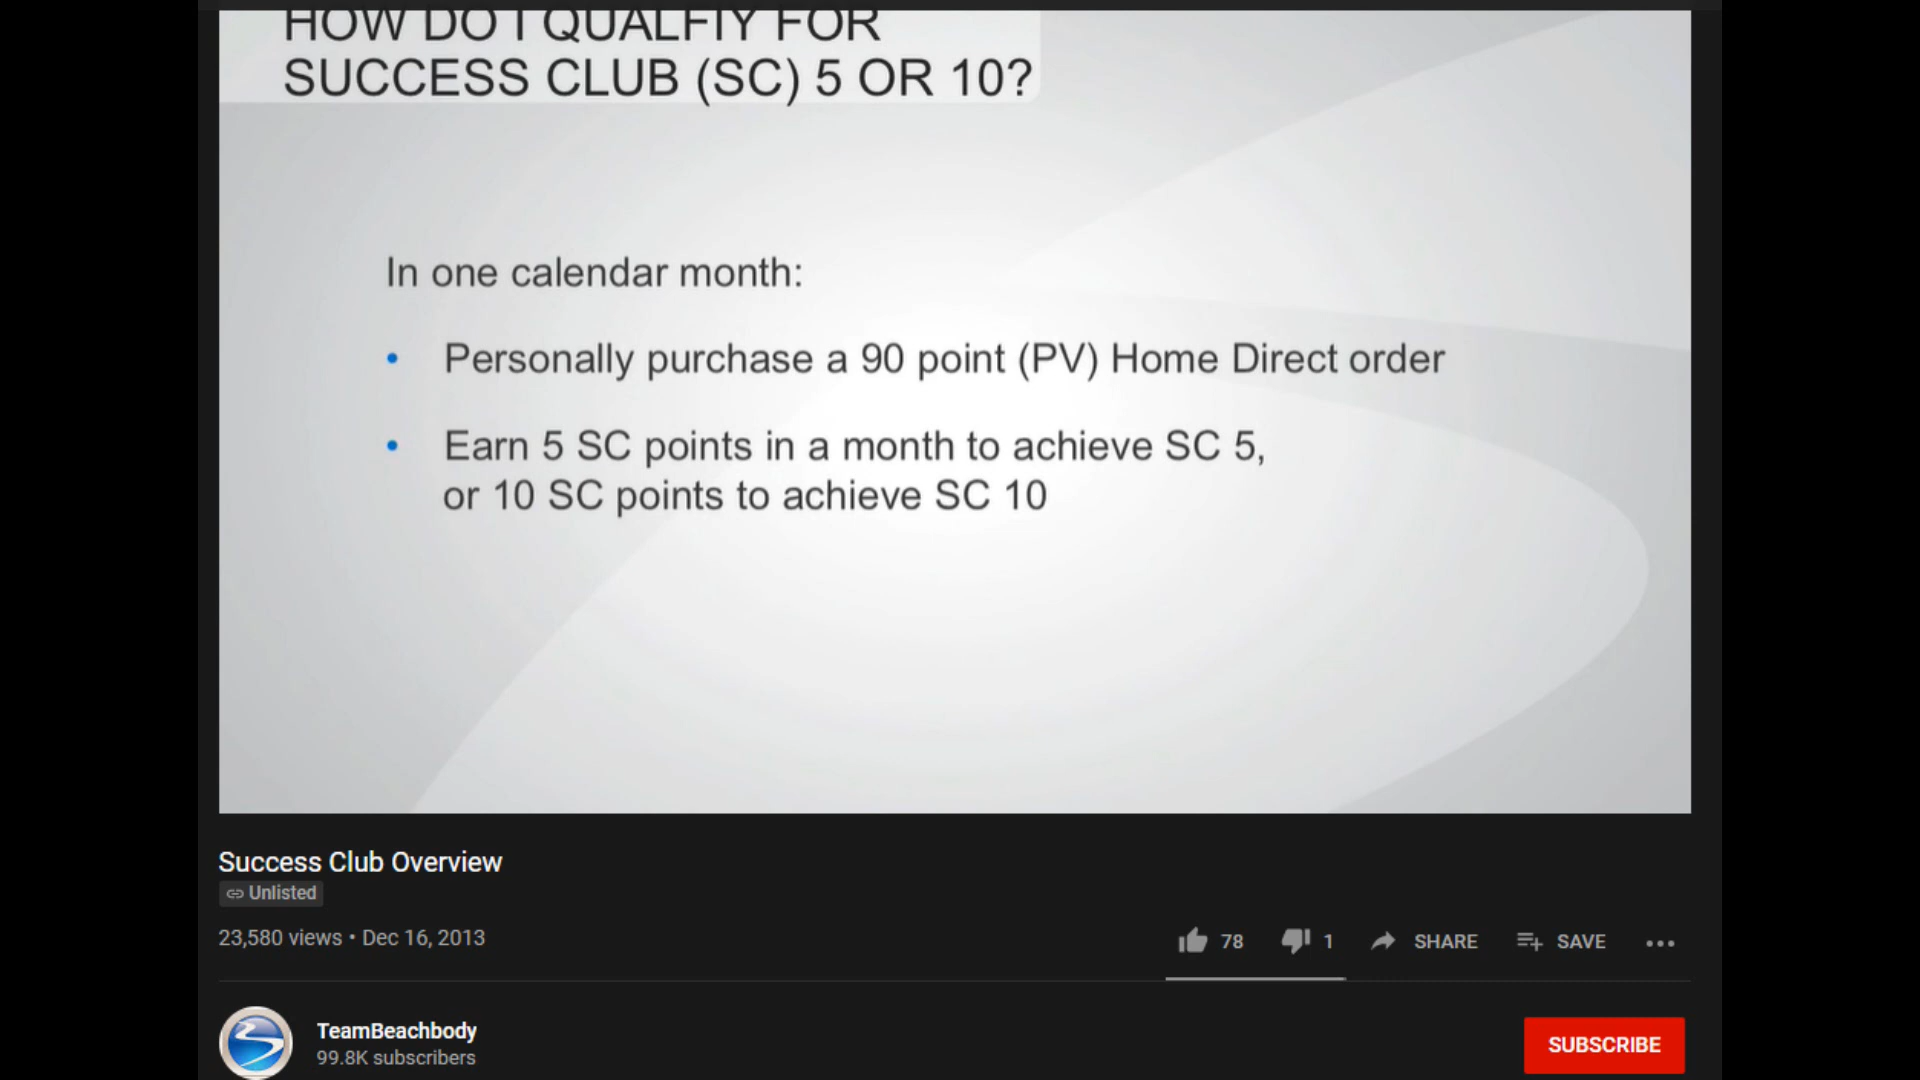 HOW DO I QUALFIY FOR
SUCCESS CLUB (SC) 5 OR 10?
In one calendar month:
• Personally purchase a 90 point (PV) Home Direct order
• Earn 5 SC points in a month to achieve SC 5,
or 10 SC points to achieve SC 10
Success Club Overview
Unlisted
23,580 views • Dec 16, 2013
78 1 SHARE SAVE
TeamBeachbody
99.8K subscribers
SUBSCRIBE